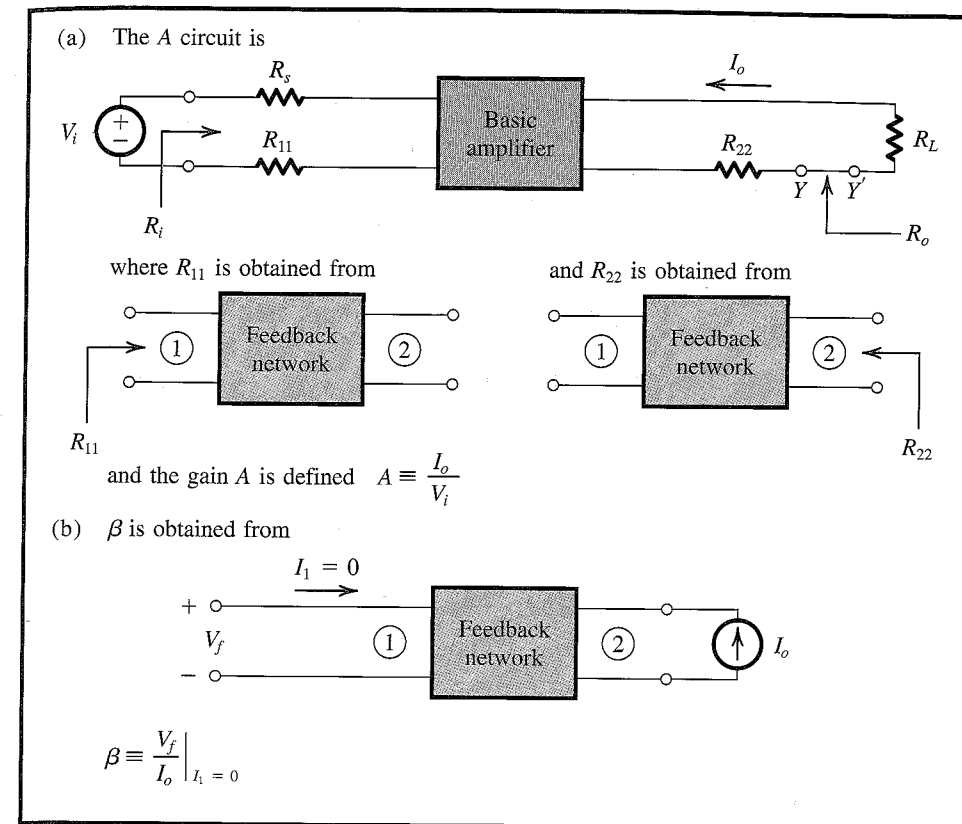 (a) The A circuit is
R_s
I_o
V_i
+
−
R_11
Basic
amplifier
R_22
R_L
Y
Y′
R_i
R_o
where R_11 is obtained from
and R_22 is obtained from
1
Feedback
network
2
1
Feedback
network
2
R_11
R_22
and the gain A is defined A ≡ I_o / V_i
(b) β is obtained from
I_1 = 0
+
V_f
−
1
Feedback
network
2
I_o
β ≡ V_f / I_o | I_1 = 0